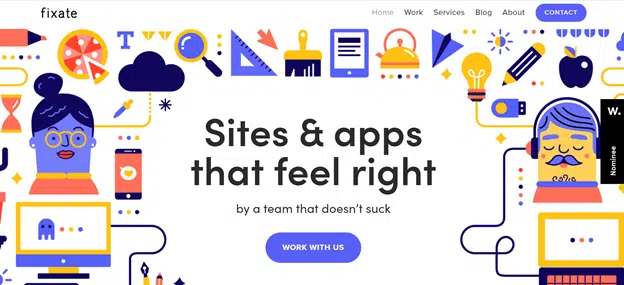 fixate
Home Work Services Blog About CONTACT
T
W.
Sites & apps
that feel right
Nominee
by a team that doesn't suck
WORK WITH US